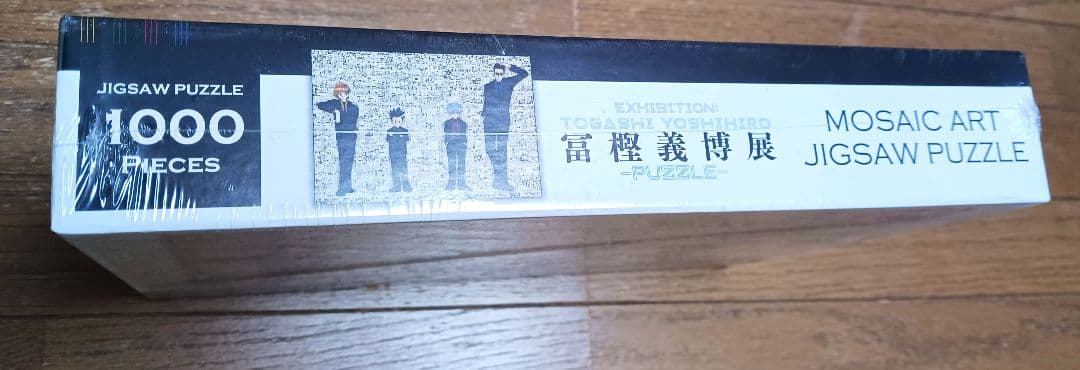 JIGSAW PUZZLE
1000
PIECES
EXHIBITION:
TOGASHI YOSHIHIRO
冨樫義博展
-PUZZLE-
MOSAIC ART
JIGSAW PUZZLE